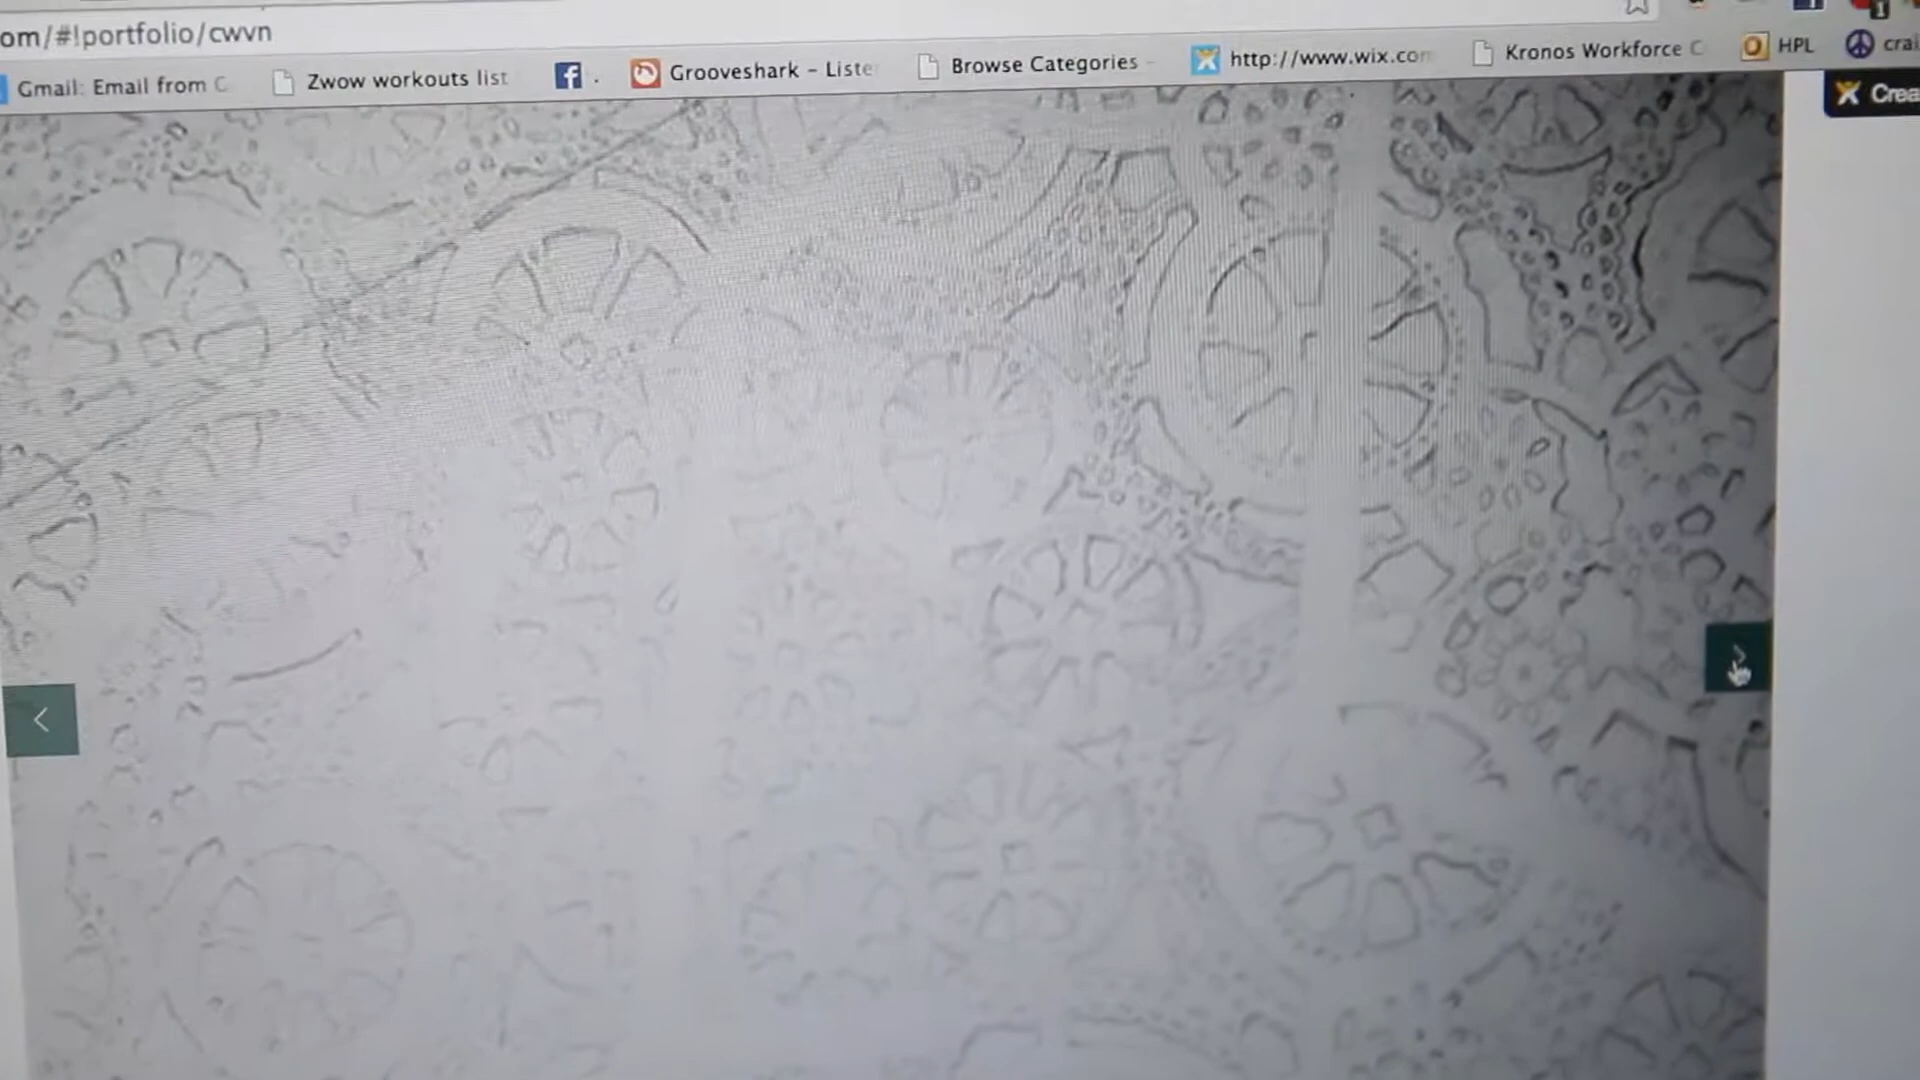 om/#!portfolio/cwvn
Gmail: Email from C
Zwow workouts list
f .
Grooveshark – Liste
Browse Categories –
http://www.wix.com
Kronos Workforce C
HPL
crai
Crea
1